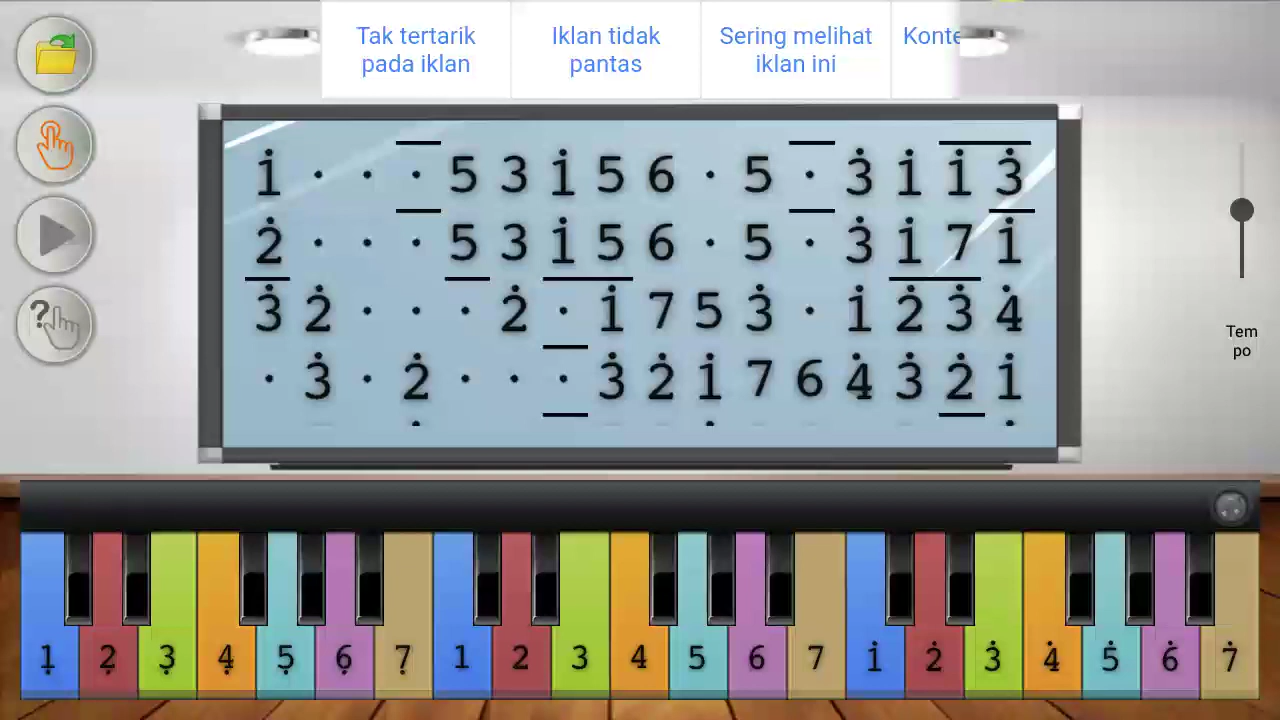 Tak tertarik
pada iklan
Iklan tidak
pantas
Sering melihat
iklan ini
Konte
i̇ · · · 5 3 i̇ 5 6 · 5 · 3̇ i̇ i̇ 3̇
2̇ · · · 5 3 i̇ 5 6 · 5 · 3̇ i̇ 7 i̇
3̇ 2̇ · · · 2̇ · i̇ 7 5 3̇ · i̇ 2̇ 3̇ 4̇
· 3̇ · 2̇ · · · 3̇ 2̇ i̇ 7 6 4̇ 3̇ 2̇ i̇
?
Tem
po
1̣ 2̣ 3̣ 4̣ 5̣ 6̣ 7̣ 1 2 3 4 5 6 7 i̇ 2̇ 3̇ 4̇ 5̇ 6̇ 7̇